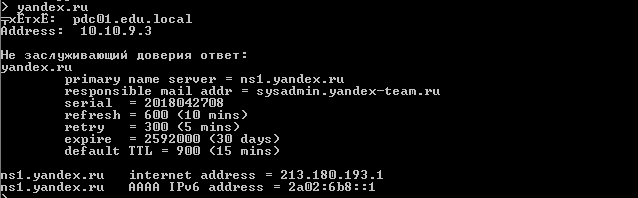 > yandex.ru
╤хЁтхЁ:  pdc01.edu.local
Address:  10.10.9.3
Не заслуживающий доверия ответ:
yandex.ru
primary name server = ns1.yandex.ru
responsible mail addr = sysadmin.yandex-team.ru
serial  = 2018042708
refresh = 600 (10 mins)
retry   = 300 (5 mins)
expire  = 2592000 (30 days)
default TTL = 900 (15 mins)
ns1.yandex.ru   internet address = 213.180.193.1
ns1.yandex.ru   AAAA IPv6 address = 2a02:6b8::1
>